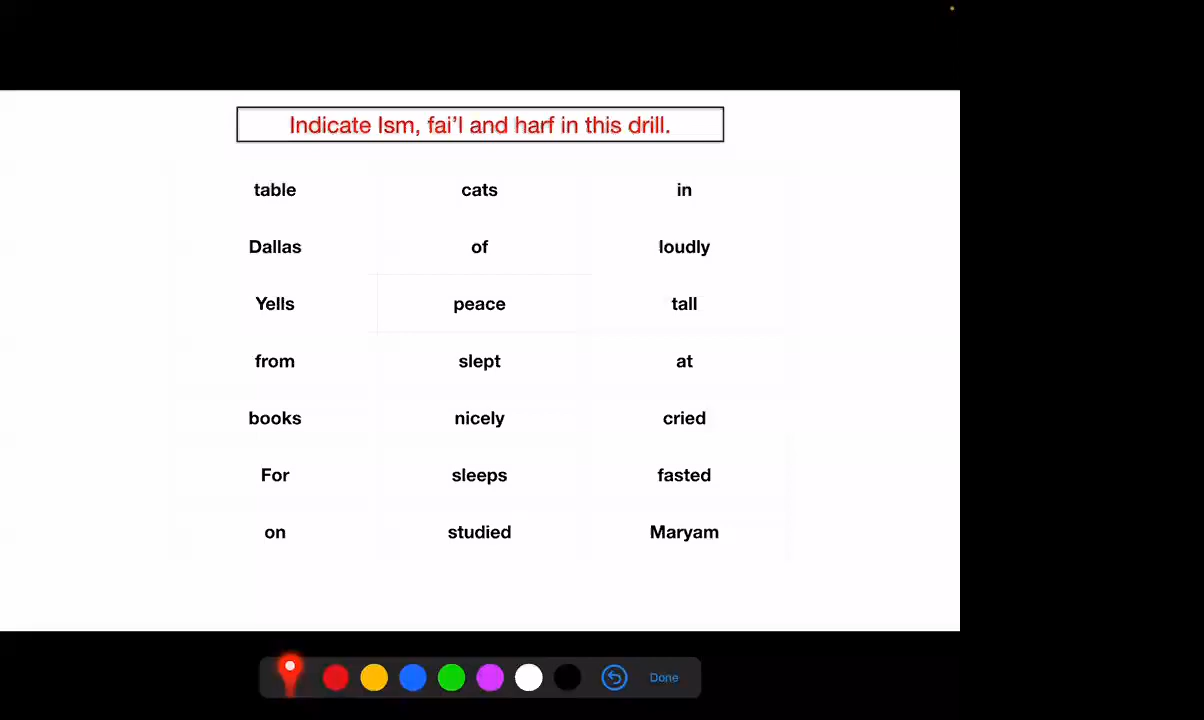 Indicate Ism, fai'l and harf in this drill.
table cats in
Dallas of loudly
Yells peace tall
from slept at
books nicely cried
For sleeps fasted
on studied Maryam
Done